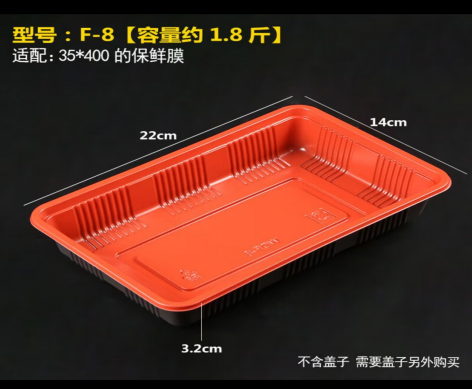 型号：F-8【容量约 1.8 斤】
适配：35*400 的保鲜膜
22cm
14cm
3.2cm
不含盖子 需要盖子另外购买